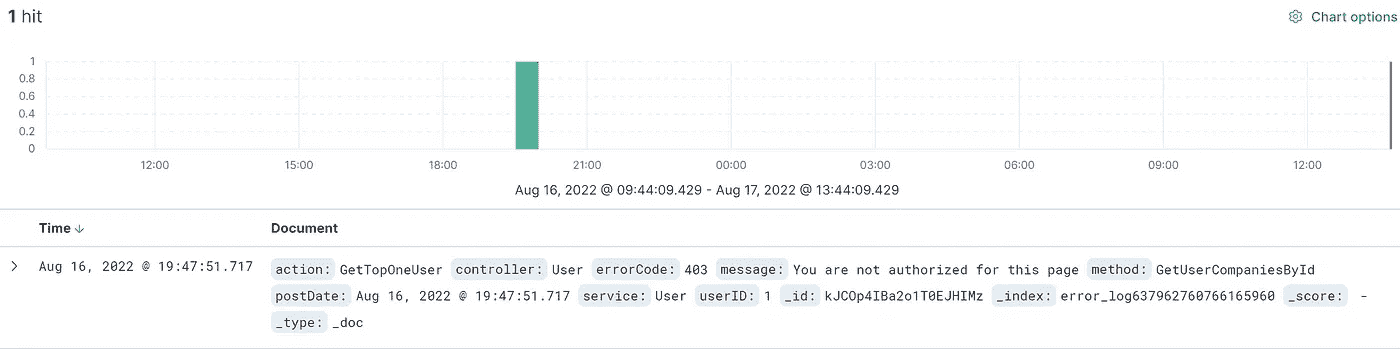 1 hit
Chart options
1
0.8
0.6
0.4
0.2
0
12:00 15:00 18:00 21:00 00:00 03:00 06:00 09:00 12:00
Aug 16, 2022 @ 09:44:09.429 - Aug 17, 2022 @ 13:44:09.429
Time Document
Aug 16, 2022 @ 19:47:51.717 action: GetTopOneUser controller: User errorCode: 403 message: You are not authorized for this page method: GetUserCompaniesById
postDate: Aug 16, 2022 @ 19:47:51.717 service: User userID: 1 _id: kJCOp4IBa2o1T0EJHIMz _index: error_log637962760766165960 _score: -
_type: _doc